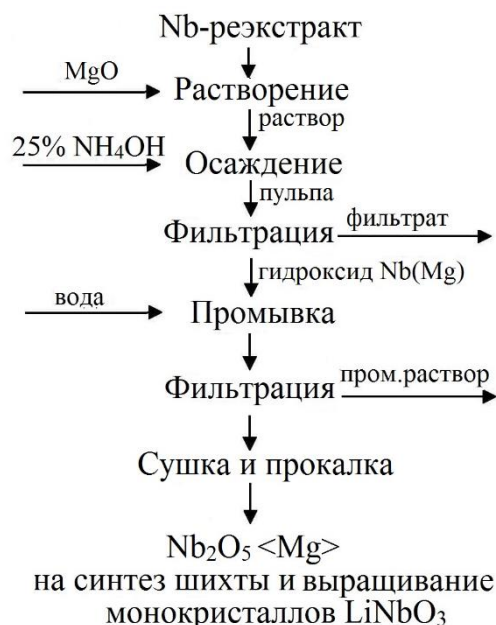 Nb-реэкстракт
MgO
Растворение
раствор
25% NH₄OH
Осаждение
пульпа
Фильтрация
фильтрат
гидроксид Nb(Mg)
вода
Промывка
Фильтрация
пром.раствор
Сушка и прокалка
Nb₂O₅ <Mg>
на синтез шихты и выращивание
монокристаллов LiNbO₃